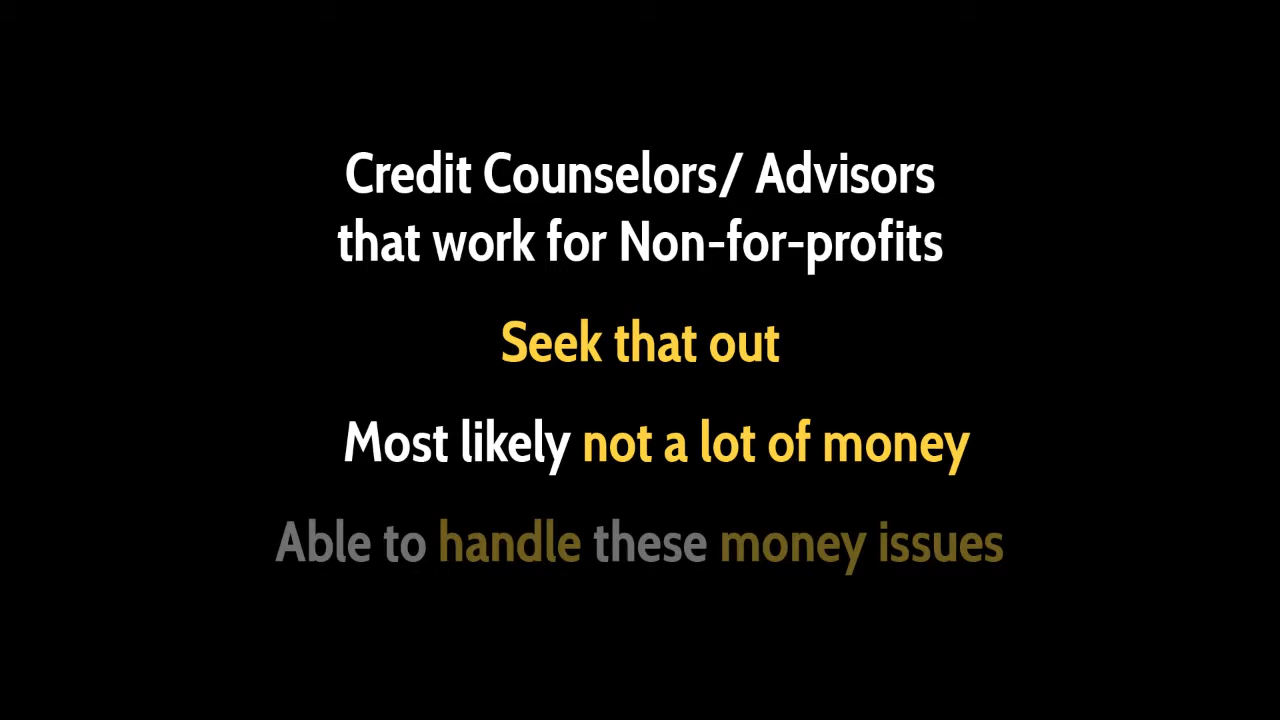 Credit Counselors/ Advisors
that work for Non-for-profits
Seek that out
Most likely not a lot of money
Able to handle these money issues